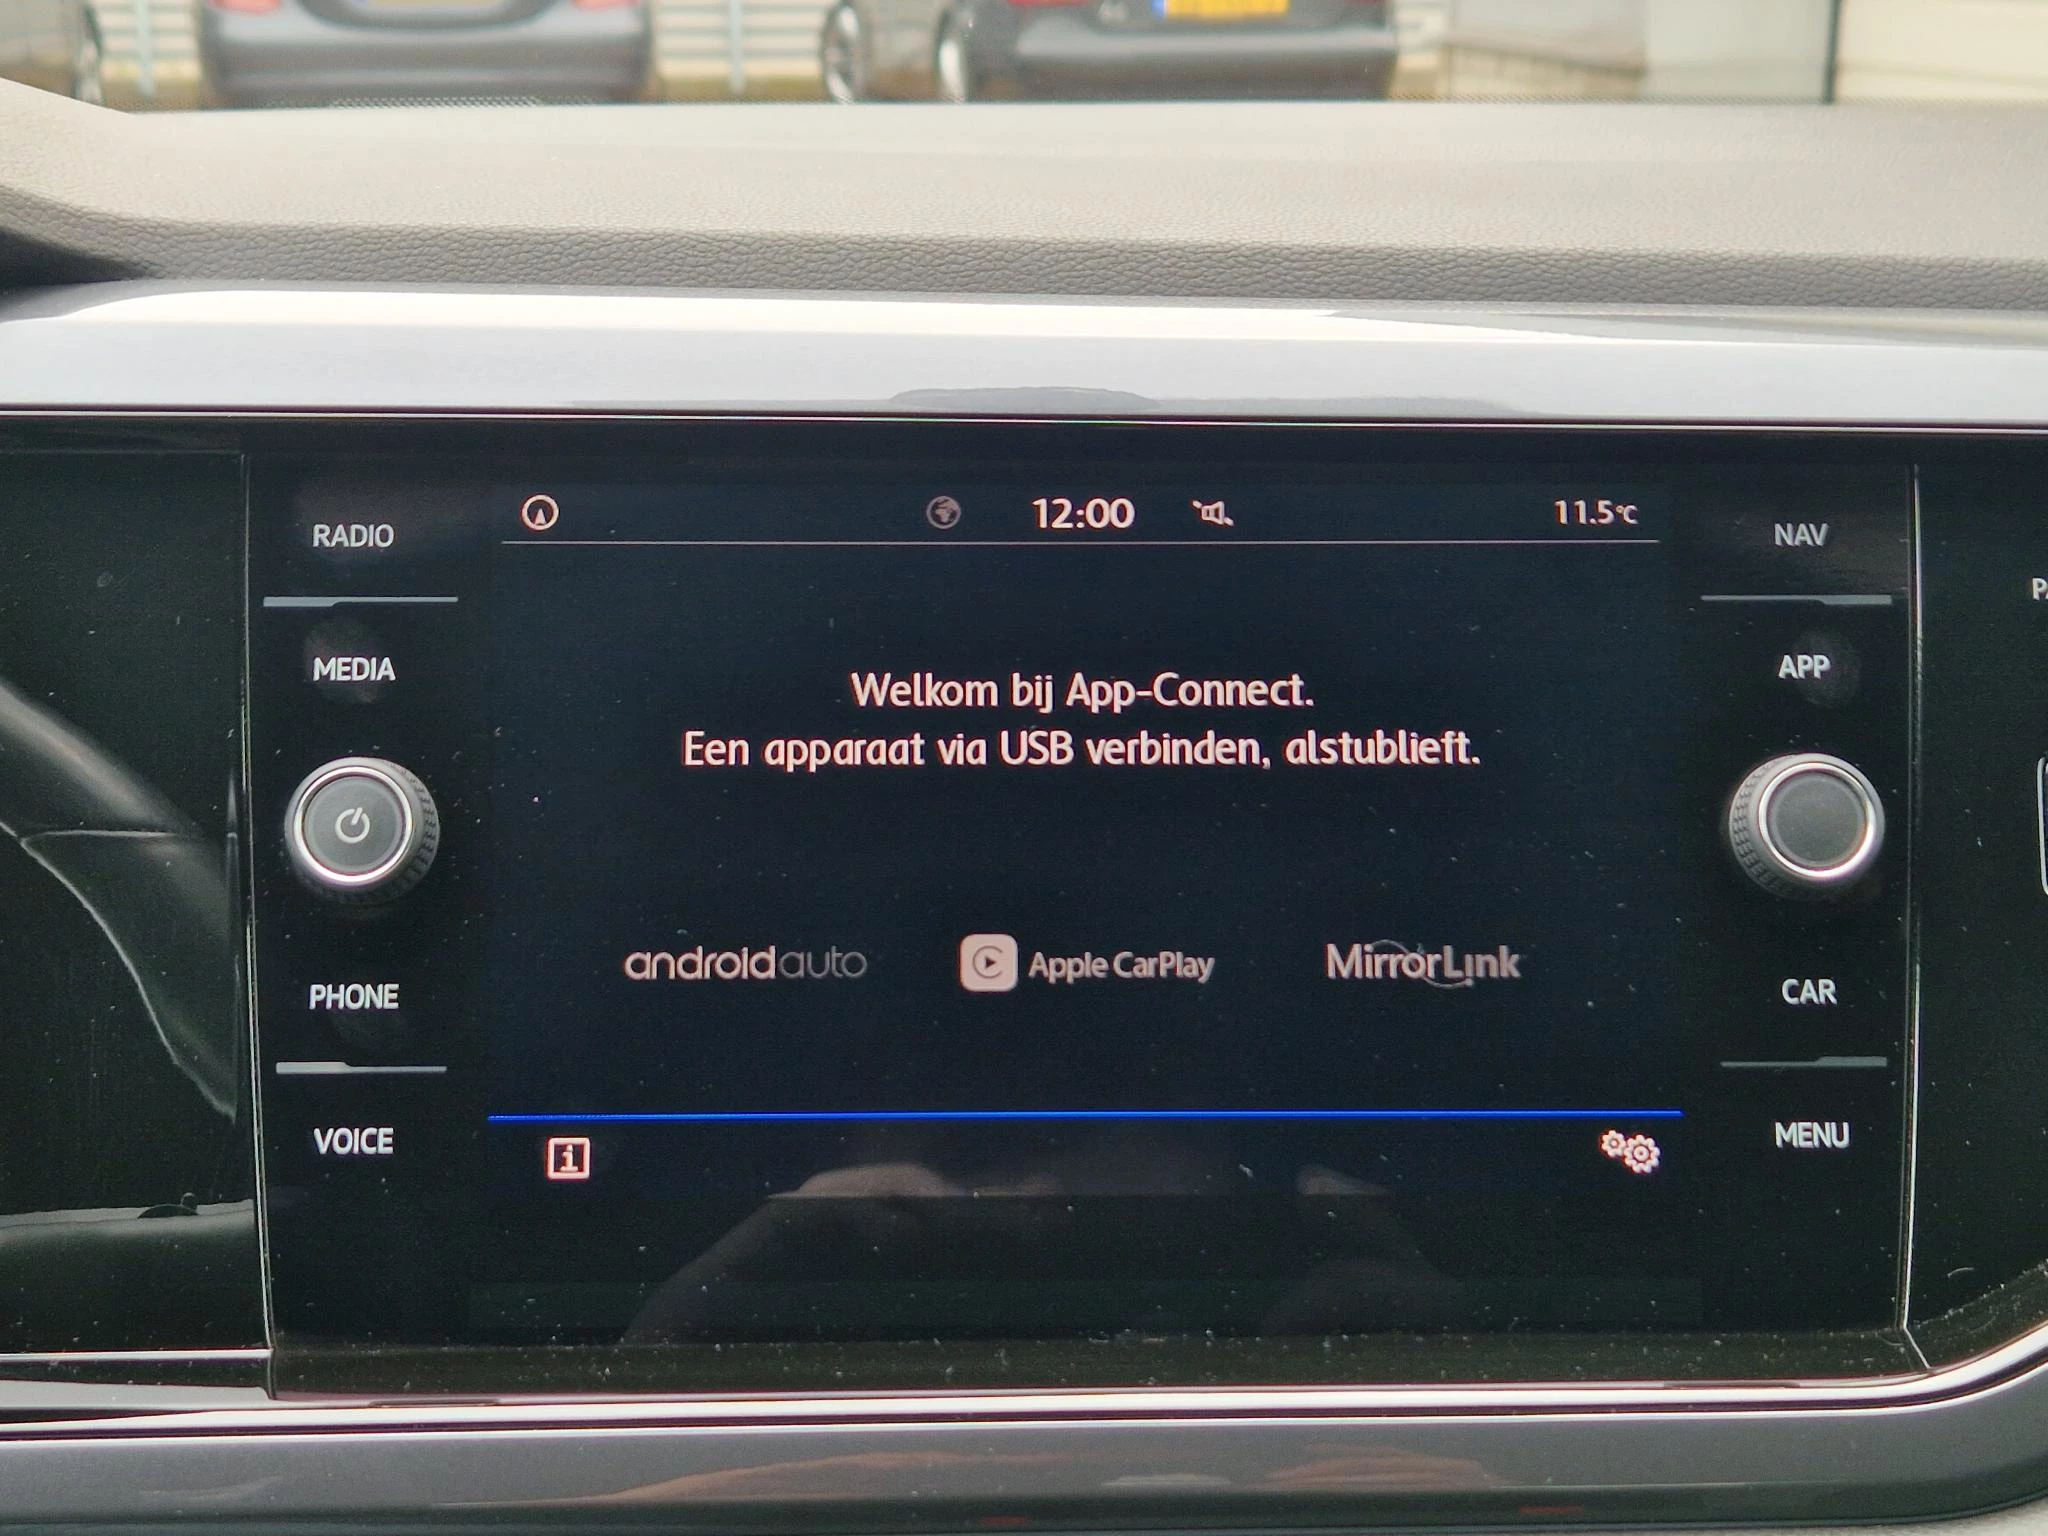 12:00
11.5°C
RADIO
NAV
MEDIA
APP
Welkom bij App-Connect.
Een apparaat via USB verbinden, alstublieft.
androidauto
Apple CarPlay
MirrorLink
PHONE
CAR
VOICE
MENU